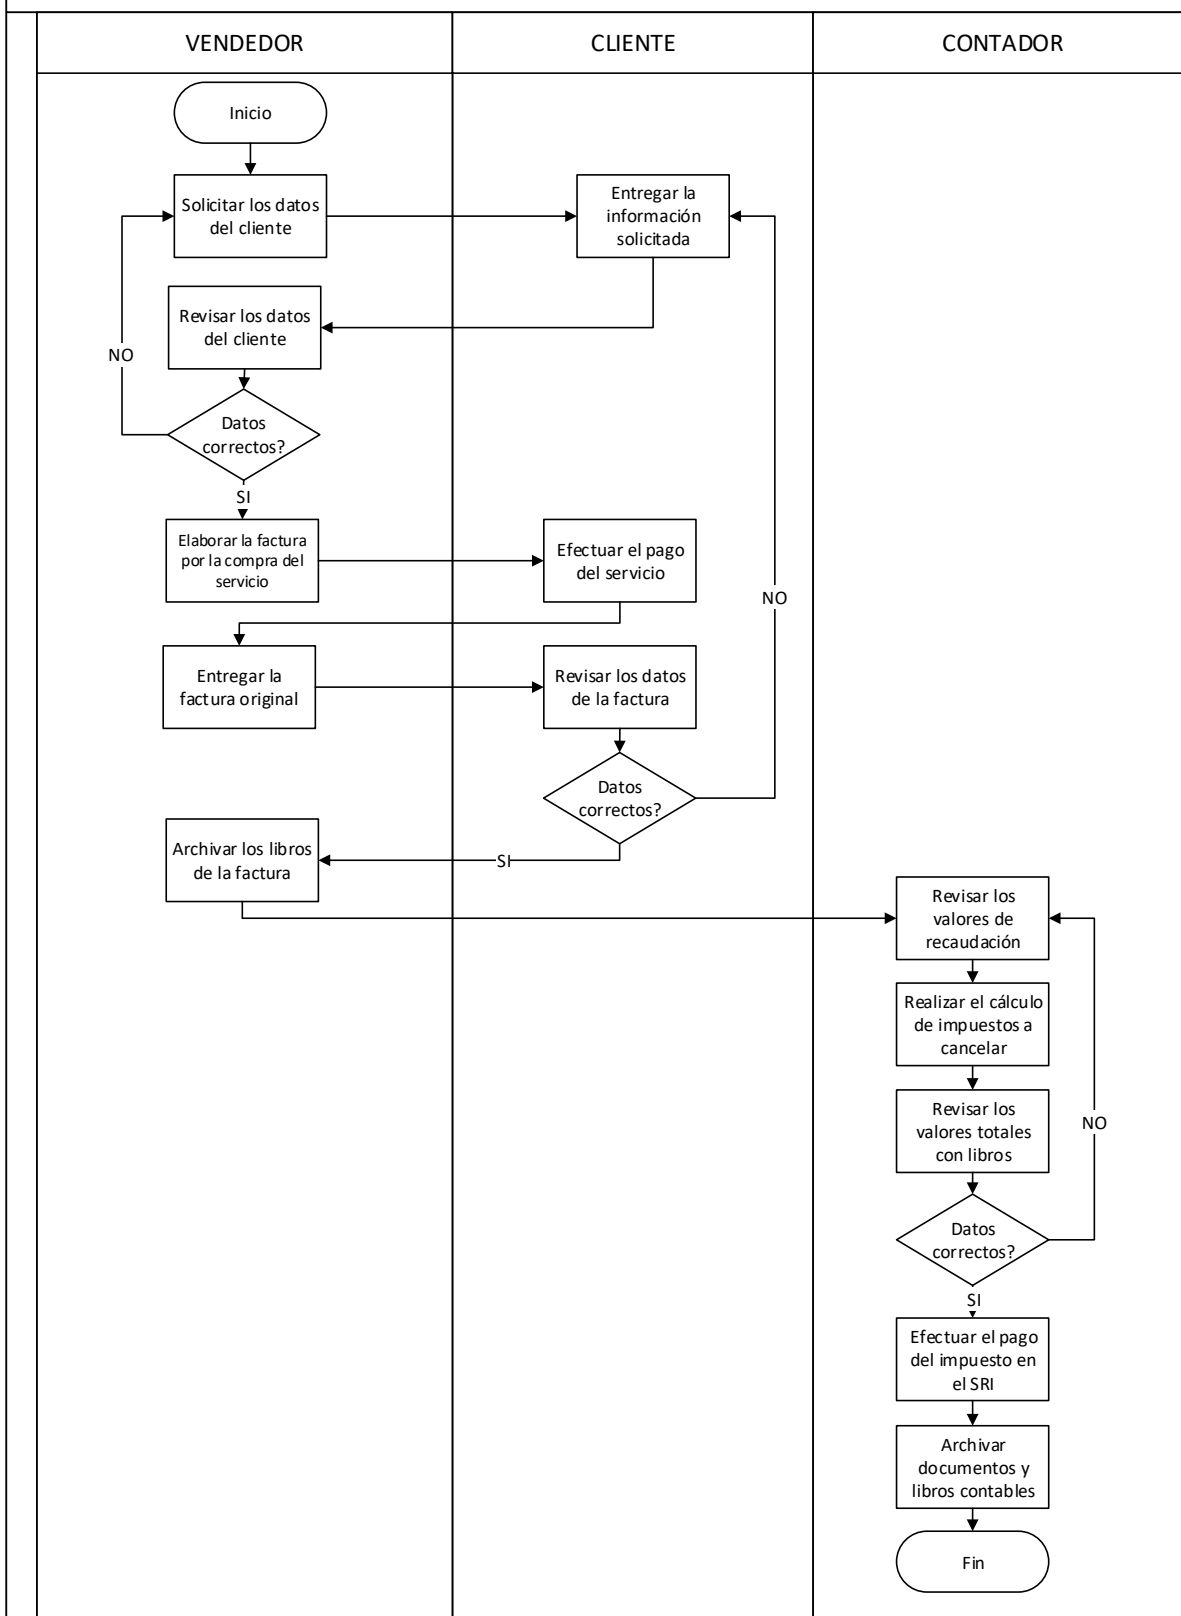 VENDEDOR
CLIENTE
CONTADOR
Inicio
Solicitar los datos
del cliente
Entregar la
información
solicitada
Revisar los datos
del cliente
NO
Datos
correctos?
SI
Elaborar la factura
por la compra del
servicio
Efectuar el pago
del servicio
NO
Entregar la
factura original
Revisar los datos
de la factura
Datos
correctos?
Archivar los libros
de la factura
SI
Revisar los
valores de
recaudación
Realizar el cálculo
de impuestos a
cancelar
Revisar los
valores totales
con libros
NO
Datos
correctos?
SI
Efectuar el pago
del impuesto en
el SRI
Archivar
documentos y
libros contables
Fin